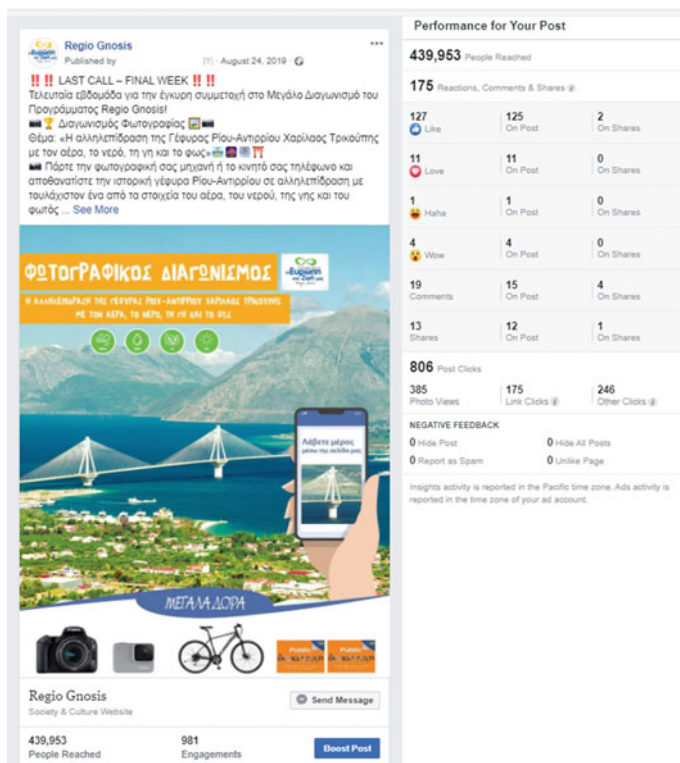 Regio Gnosis
Published by [?] · August 24, 2019 ·
‼️ ‼️ LAST CALL – FINAL WEEK ‼️ ‼️
Τελευταία εβδομάδα για την έγκυρη συμμετοχή στο Μεγάλο Διαγωνισμό του
Προγράμματος Regio Gnosis!
📷🏆 Διαγωνισμός Φωτογραφίας 🖼️📷
Θέμα: «Η αλληλεπίδραση της Γέφυρας Ρίου-Αντιρρίου Χαρίλαος Τρικούπης
με τον αέρα, το νερό, τη γη και το φως»
📷 Πάρτε την φωτογραφική σας μηχανή ή το κινητό σας τηλέφωνο και
αποθανατίστε την ιστορική γέφυρα Ρίου-Αντιρρίου σε αλληλεπίδραση με
τουλάχιστον ένα από τα στοιχεία του αέρα, του νερού, της γης και του
φωτός ... See More
ΦΩΤΟΓΡΑΦΙΚΟΣ ΔΙΑΓΩΝΙΣΜΟΣ
Η ΑΛΛΗΛΕΠΙΔΡΑΣΗ ΤΗΣ ΓΕΦΥΡΑΣ ΡΙΟΥ-ΑΝΤΙΡΡΙΟΥ ΧΑΡΙΛΑΟΣ ΤΡΙΚΟΥΠΗΣ
ΜΕ ΤΟΝ ΑΕΡΑ, ΤΟ ΝΕΡΟ, ΤΗ ΓΗ ΚΑΙ ΤΟ ΦΩΣ
Λάβετε μέρος
μέσω της σελίδα μας
ΜΕΓΑΛΑ ΔΩΡΑ
Public
Public
Regio Gnosis
Society & Culture Website
Send Message
439,953
People Reached
981
Engagements
Boost Post
Performance for Your Post
439,953 People Reached
175 Reactions, Comments & Shares
127
Like
125
On Post
2
On Shares
11
Love
11
On Post
0
On Shares
1
Haha
1
On Post
0
On Shares
4
Wow
4
On Post
0
On Shares
19
Comments
15
On Post
4
On Shares
13
Shares
12
On Post
1
On Shares
806 Post Clicks
385
Photo Views
175
Link Clicks
246
Other Clicks
NEGATIVE FEEDBACK
0 Hide Post
0 Hide All Posts
0 Report as Spam
0 Unlike Page
Insights activity is reported in the Pacific time zone. Ads activity is
reported in the time zone of your ad account.